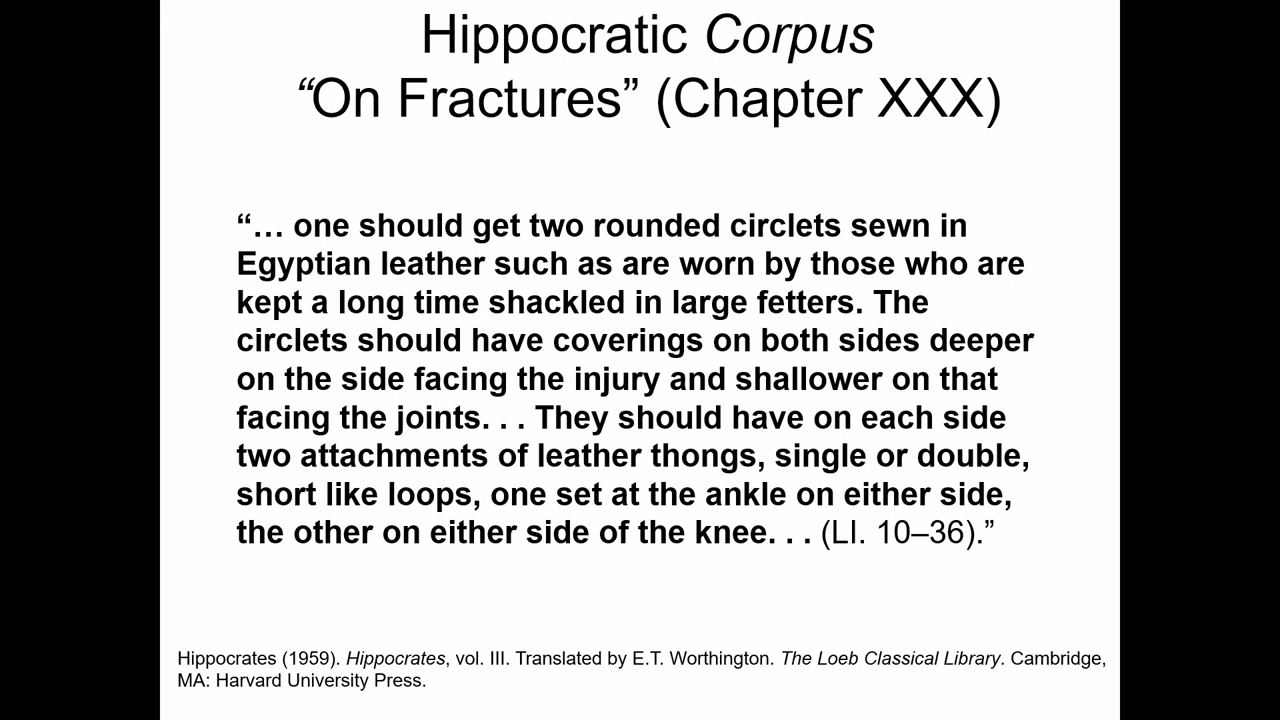 Hippocratic Corpus
“On Fractures” (Chapter XXX)
“… one should get two rounded circlets sewn in
Egyptian leather such as are worn by those who are
kept a long time shackled in large fetters. The
circlets should have coverings on both sides deeper
on the side facing the injury and shallower on that
facing the joints. . . They should have on each side
two attachments of leather thongs, single or double,
short like loops, one set at the ankle on either side,
the other on either side of the knee. . . (LI. 10–36).”
Hippocrates (1959). Hippocrates, vol. III. Translated by E.T. Worthington. The Loeb Classical Library. Cambridge,
MA: Harvard University Press.